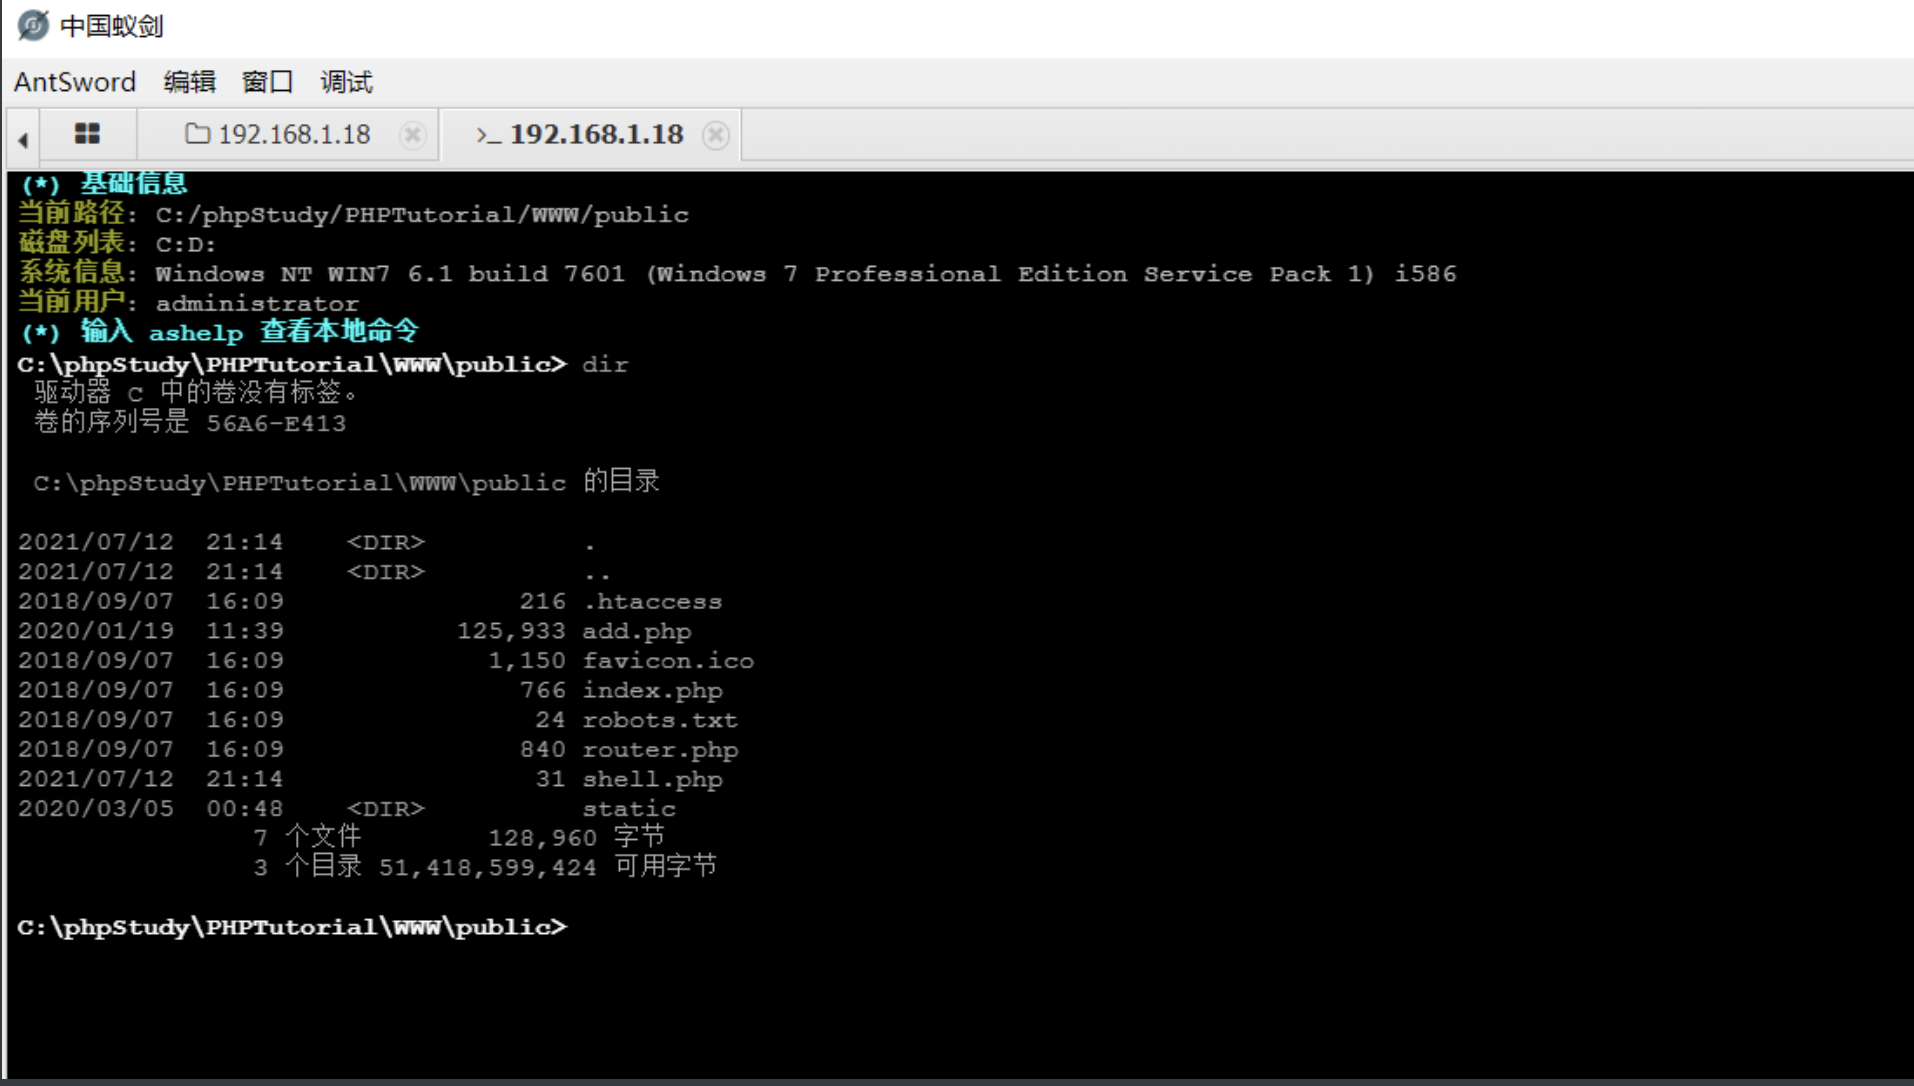 中国蚁剑
AntSword 编辑 窗口 调试
192.168.1.18 >_ 192.168.1.18
(*) 基础信息
当前路径: C:/phpStudy/PHPTutorial/WWW/public
磁盘列表: C:D:
系统信息: Windows NT WIN7 6.1 build 7601 (Windows 7 Professional Edition Service Pack 1) i586
当前用户: administrator
(*) 输入 ashelp 查看本地命令
C:\phpStudy\PHPTutorial\WWW\public> dir
驱动器 C 中的卷没有标签。
卷的序列号是 56A6-E413
C:\phpStudy\PHPTutorial\WWW\public 的目录
2021/07/12  21:14    <DIR>          .
2021/07/12  21:14    <DIR>          ..
2018/09/07  16:09               216 .htaccess
2020/01/19  11:39           125,933 add.php
2018/09/07  16:09             1,150 favicon.ico
2018/09/07  16:09               766 index.php
2018/09/07  16:09                24 robots.txt
2018/09/07  16:09               840 router.php
2021/07/12  21:14                31 shell.php
2020/03/05  00:48    <DIR>          static
7 个文件        128,960 字节
3 个目录 51,418,599,424 可用字节
C:\phpStudy\PHPTutorial\WWW\public>